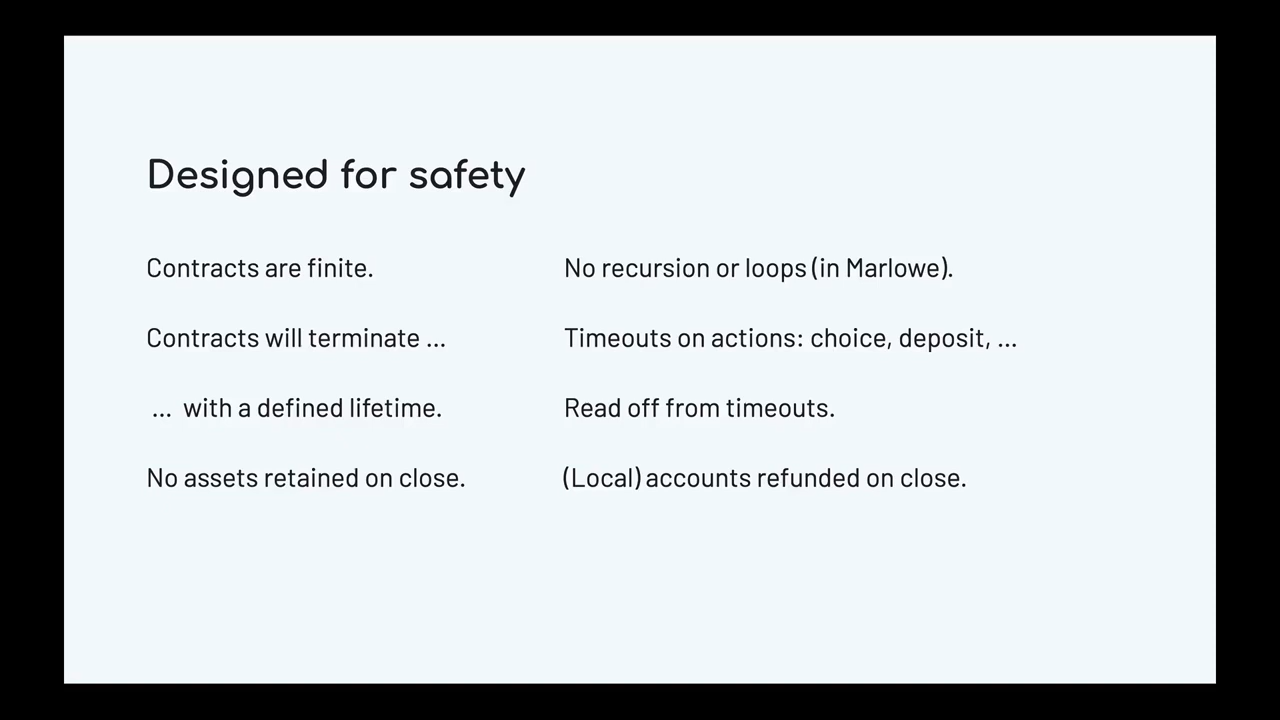 Designed for safety
Contracts are finite. No recursion or loops (in Marlowe).
Contracts will terminate ... Timeouts on actions: choice, deposit, ...
... with a defined lifetime. Read off from timeouts.
No assets retained on close. (Local) accounts refunded on close.